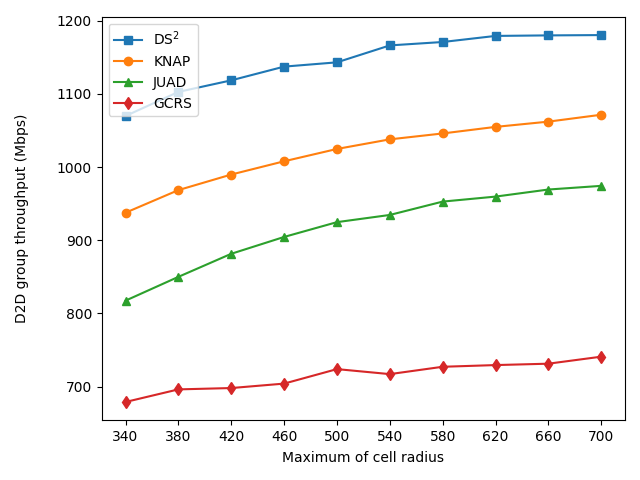 1200
1100
1000
900
800
700
D2D group throughput (Mbps)
DS²
KNAP
JUAD
GCRS
340 380 420 460 500 540 580 620 660 700
Maximum of cell radius